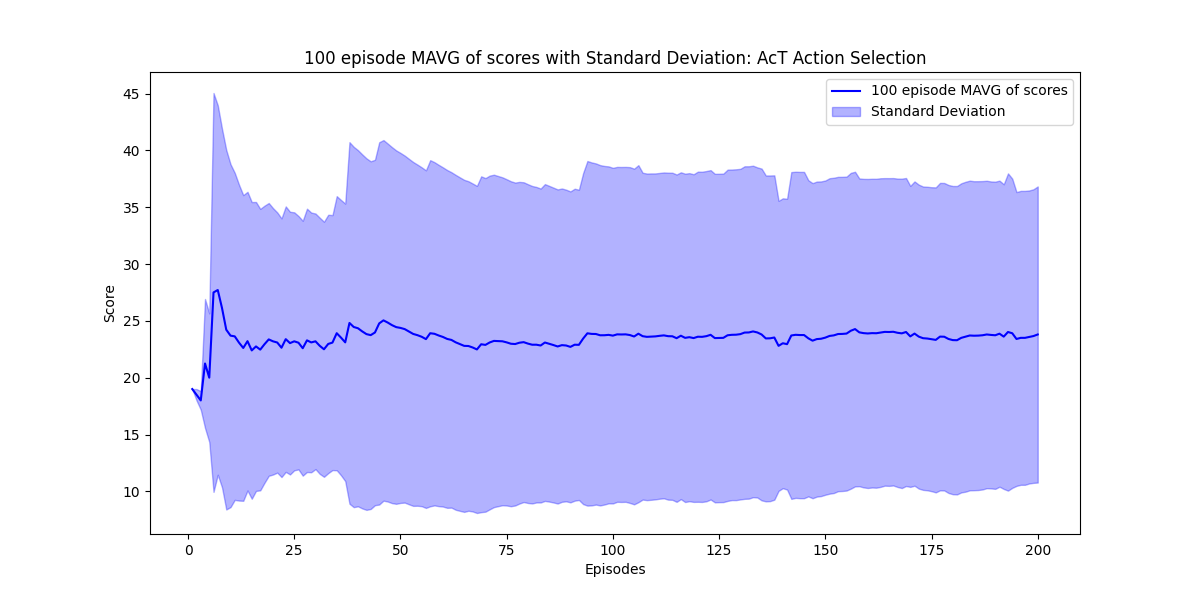 100 episode MAVG of scores with Standard Deviation: AcT Action Selection
100 episode MAVG of scores
Standard Deviation
45
40
35
30
25
20
15
10
Score
0 25 50 75 100 125 150 175 200
Episodes